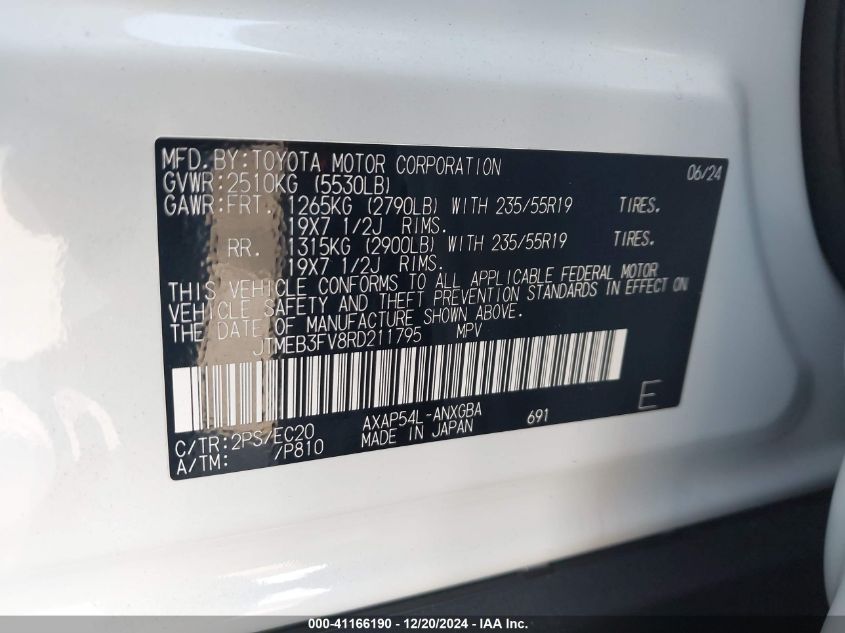 MFD. BY: TOYOTA MOTOR CORPORATION 06/24
GVWR: 2510KG (5530LB)
GAWR: FRT. 1265KG (2790LB) WITH 235/55R19 TIRES.
19X7 1/2J RIMS.
RR. 1315KG (2900LB) WITH 235/55R19 TIRES.
19X7 1/2J RIMS.
THIS VEHICLE CONFORMS TO ALL APPLICABLE FEDERAL MOTOR
VEHICLE SAFETY AND THEFT PREVENTION STANDARDS IN EFFECT ON
THE DATE OF MANUFACTURE SHOWN ABOVE.
JTMEB3FV8RD211795 MPV
C/TR: 2PS/EC20 AXAP54L-ANXGBA 691 E
A/TM: /P810 MADE IN JAPAN
000-41166190 - 12/20/2024 - IAA Inc.